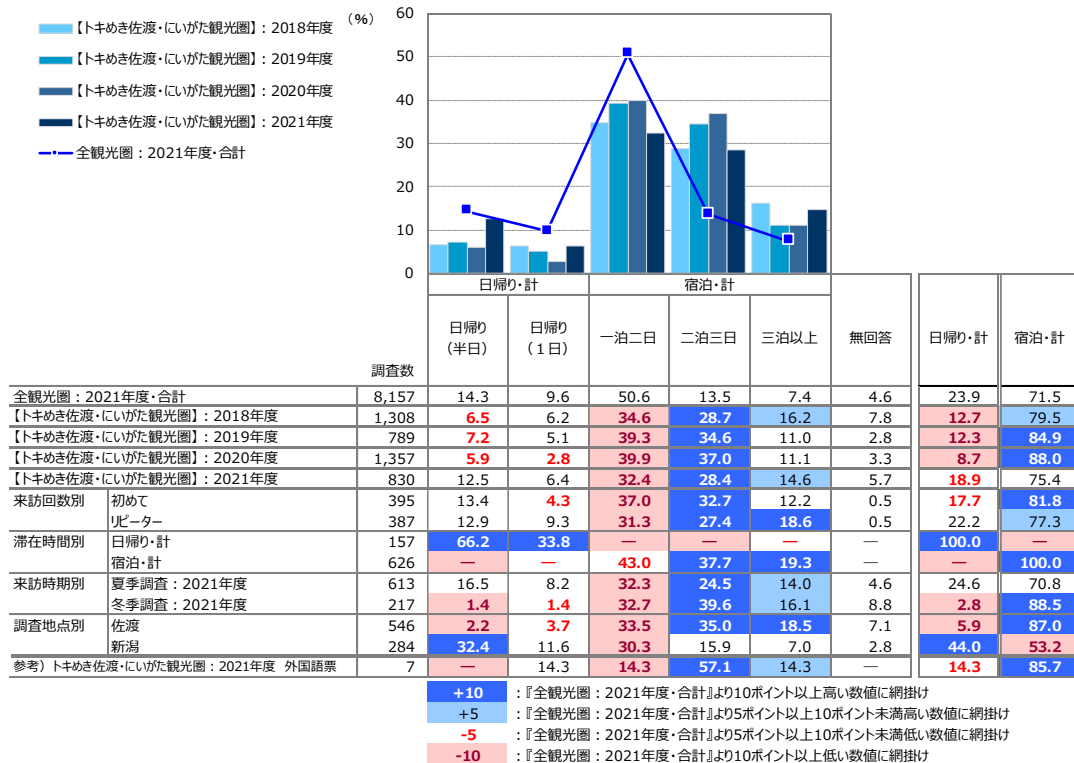 【トキめき佐渡・にいがた観光圏】：2018年度
【トキめき佐渡・にいがた観光圏】：2019年度
【トキめき佐渡・にいがた観光圏】：2020年度
【トキめき佐渡・にいがた観光圏】：2021年度
全観光圏：2021年度・合計
（%）
60
50
40
30
20
10
0
日帰り・計 宿泊・計
調査数 日帰り（半日） 日帰り（１日） 一泊二日 二泊三日 三泊以上 無回答 日帰り・計 宿泊・計
全観光圏：2021年度・合計 8,157 14.3 9.6 50.6 13.5 7.4 4.6 23.9 71.5
【トキめき佐渡・にいがた観光圏】：2018年度 1,308 6.5 6.2 34.6 28.7 16.2 7.8 12.7 79.5
【トキめき佐渡・にいがた観光圏】：2019年度 789 7.2 5.1 39.3 34.6 11.0 2.8 12.3 84.9
【トキめき佐渡・にいがた観光圏】：2020年度 1,357 5.9 2.8 39.9 37.0 11.1 3.3 8.7 88.0
【トキめき佐渡・にいがた観光圏】：2021年度 830 12.5 6.4 32.4 28.4 14.6 5.7 18.9 75.4
来訪回数別 初めて 395 13.4 4.3 37.0 32.7 12.2 0.5 17.7 81.8
リピーター 387 12.9 9.3 31.3 27.4 18.6 0.5 22.2 77.3
滞在時間別 日帰り・計 157 66.2 33.8 — — — — 100.0 —
宿泊・計 626 — — 43.0 37.7 19.3 — — 100.0
来訪時期別 夏季調査：2021年度 613 16.5 8.2 32.3 24.5 14.0 4.6 24.6 70.8
冬季調査：2021年度 217 1.4 1.4 32.7 39.6 16.1 8.8 2.8 88.5
調査地点別 佐渡 546 2.2 3.7 33.5 35.0 18.5 7.1 5.9 87.0
新潟 284 32.4 11.6 30.3 15.9 7.0 2.8 44.0 53.2
参考）トキめき佐渡・にいがた観光圏：2021年度 外国語票 7 — 14.3 14.3 57.1 14.3 — 14.3 85.7
+10 ：『全観光圏：2021年度・合計』より10ポイント以上高い数値に網掛け
+5 ：『全観光圏：2021年度・合計』より5ポイント以上10ポイント未満高い数値に網掛け
-5 ：『全観光圏：2021年度・合計』より5ポイント以上10ポイント未満低い数値に網掛け
-10 ：『全観光圏：2021年度・合計』より10ポイント以上低い数値に網掛け